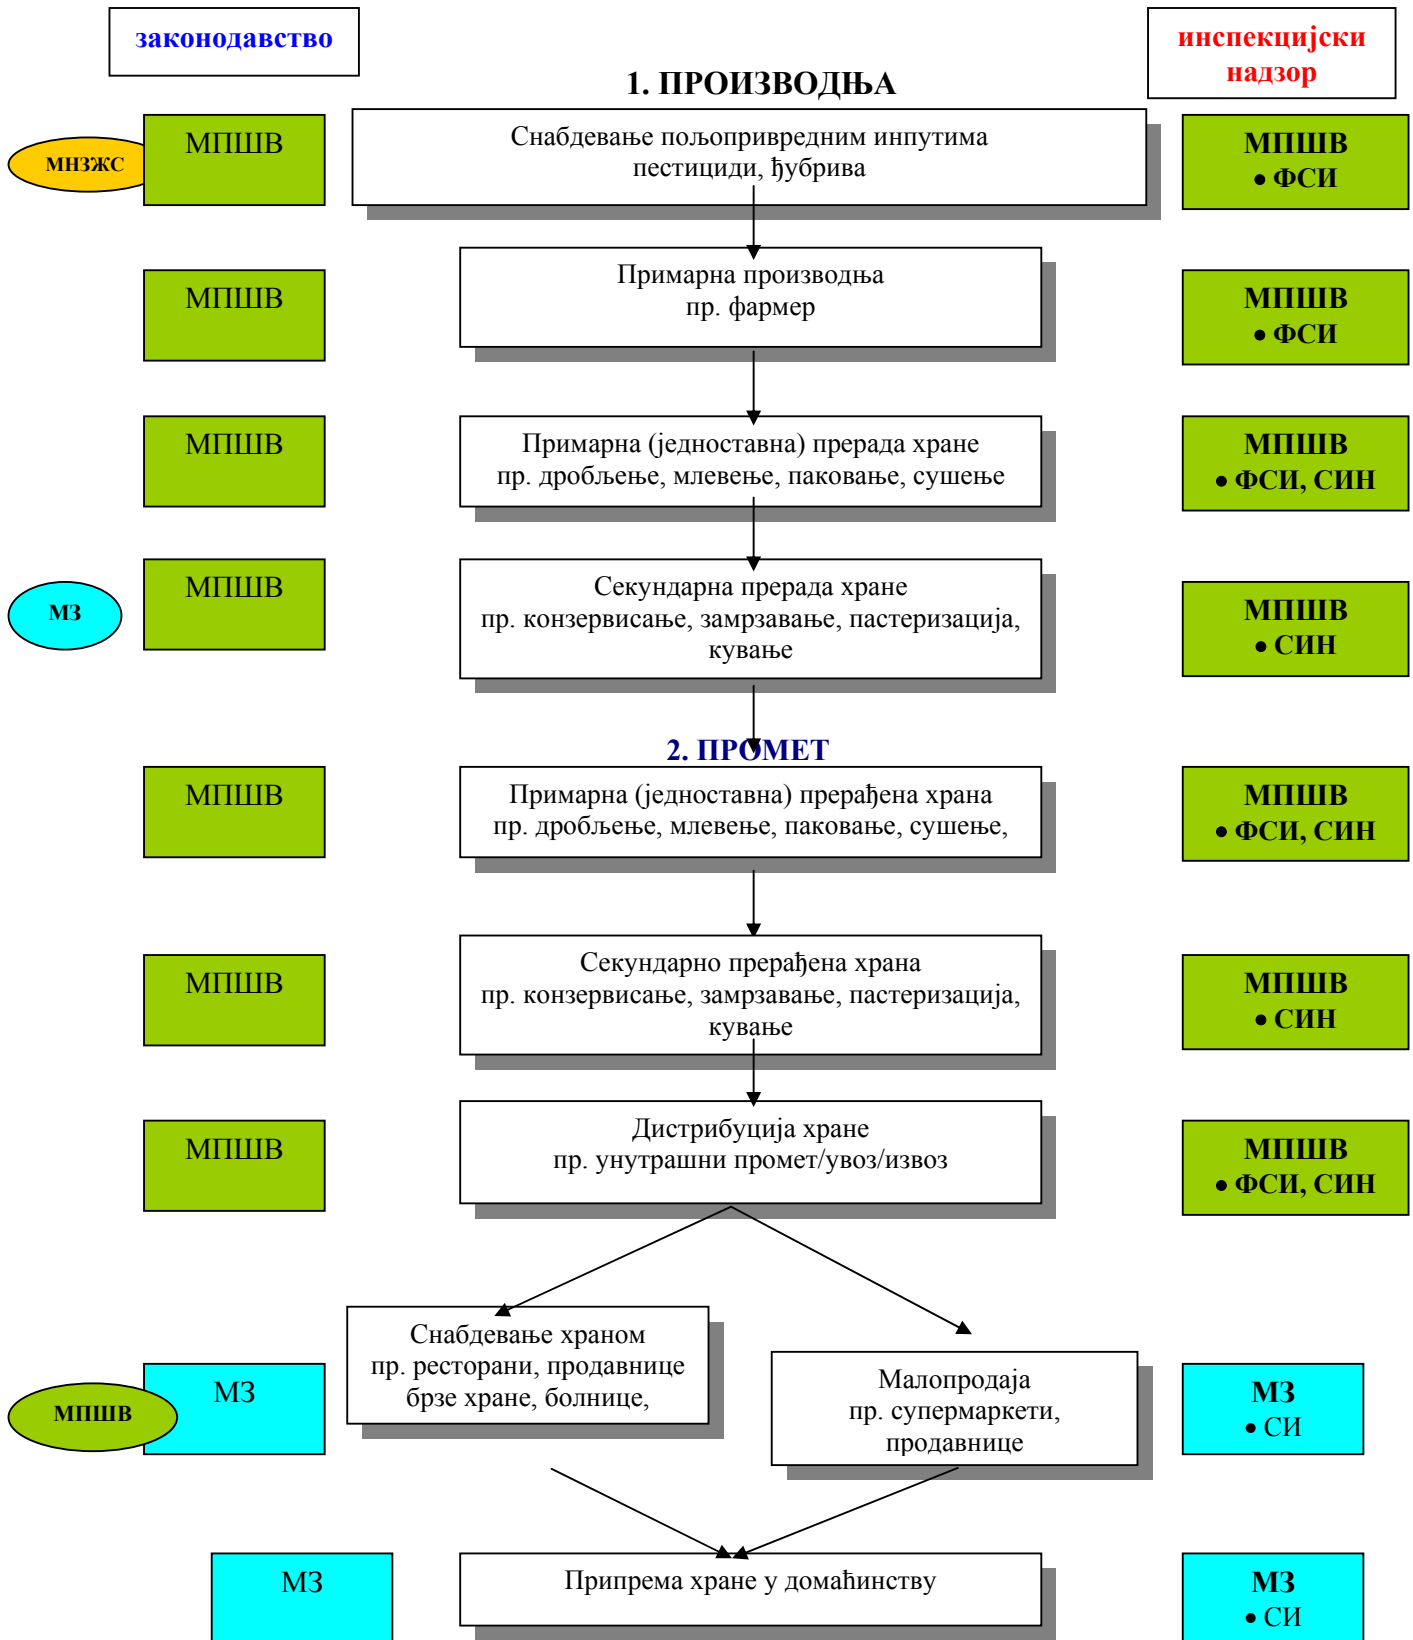 законодавство
инспекцијски
надзор
1. ПРОИЗВОДЊА
МНЗЖС
МПШВ
Снабдевање пољопривредним инпутима
пестициди, ђубрива
МПШВ
• ФСИ
МПШВ
Примарна производња
пр. фармер
МПШВ
• ФСИ
МПШВ
Примарна (једноставна) прерада хране
пр. дробљење, млевење, паковање, сушење
МПШВ
• ФСИ, СИН
МЗ
МПШВ
Секундарна прерада хране
пр. конзервисање, замрзавање, пастеризација,
кување
МПШВ
• СИН
2. ПРОМЕТ
МПШВ
Примарна (једноставна) прерађена храна
пр. дробљење, млевење, паковање, сушење,
МПШВ
• ФСИ, СИН
МПШВ
Секундарно прерађена храна
пр. конзервисање, замрзавање, пастеризација,
кување
МПШВ
• СИН
МПШВ
Дистрибуција хране
пр. унутрашни промет/увоз/извоз
МПШВ
• ФСИ, СИН
МПШВ
МЗ
Снабдевање храном
пр. ресторани, продавнице
брзе хране, болнице,
Малопродаја
пр. супермаркети,
продавнице
МЗ
• СИ
МЗ
Припрема хране у домаћинству
МЗ
• СИ